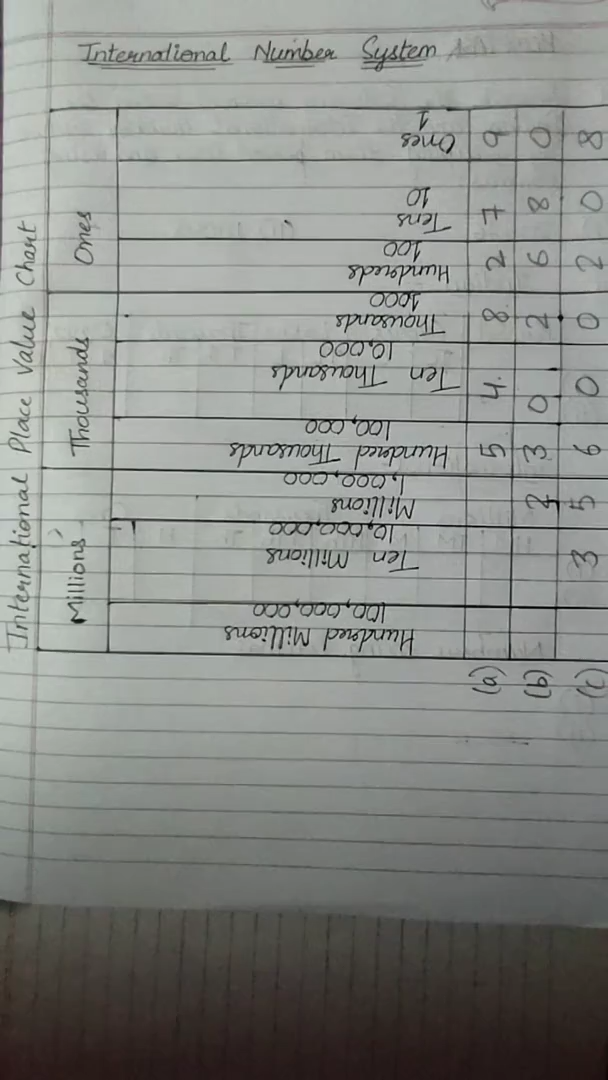 International Number System
International Place Value Chart
Millions Thousands Ones
Hundered Millions 100,000,000
Ten Millions 10,000,000
Millions 1,000,000
Hundered Thousands 100,000
Ten Thousands 10,000
Thousands 1000
Hundereds 100
Tens 10
Ones 1
(a) 5 4 8 2 7 9
(b) 2 3 0 2 6 8 0
(c) 3 5 6 0 0 2 0 8